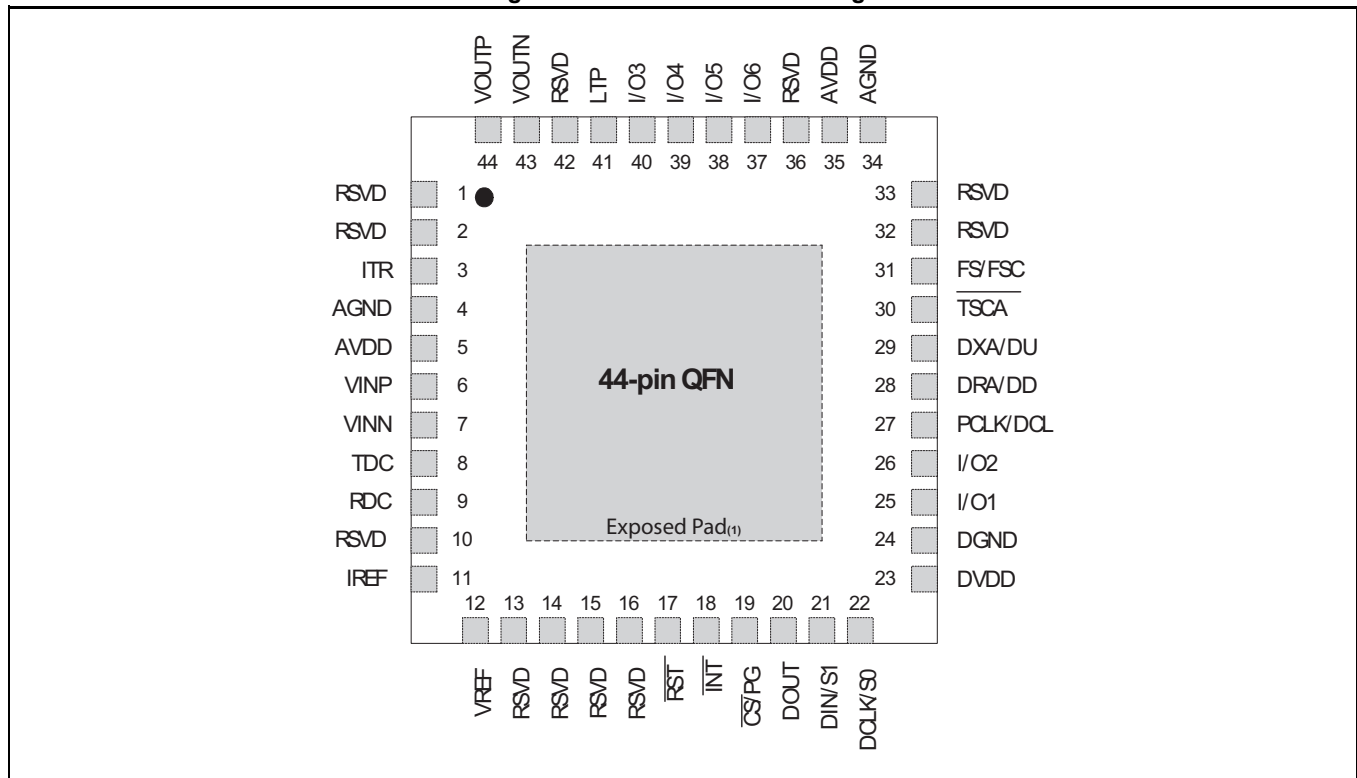 VOUTP
VOUTN
RSVD
LTP
I/O3
I/O4
I/O5
I/O6
RSVD
AVDD
AGND
44 43 42 41 40 39 38 37 36 35 34
RSVD 1 33 RSVD
RSVD 2 32 RSVD
ITR 3 31 FS/FSC
AGND 4 30 TSCA
AVDD 5 29 DXA/DU
VINP 6 44-pin QFN 28 DRA/DD
VINN 7 27 PCLK/DCL
TDC 8 26 I/O2
RDC 9 25 I/O1
RSVD 10 Exposed Pad(1) 24 DGND
IREF 11 23 DVDD
12 13 14 15 16 17 18 19 20 21 22
VREF
RSVD
RSVD
RSVD
RSVD
RST
INT
CS/PG
DOUT
DIN/S1
DCLK/S0